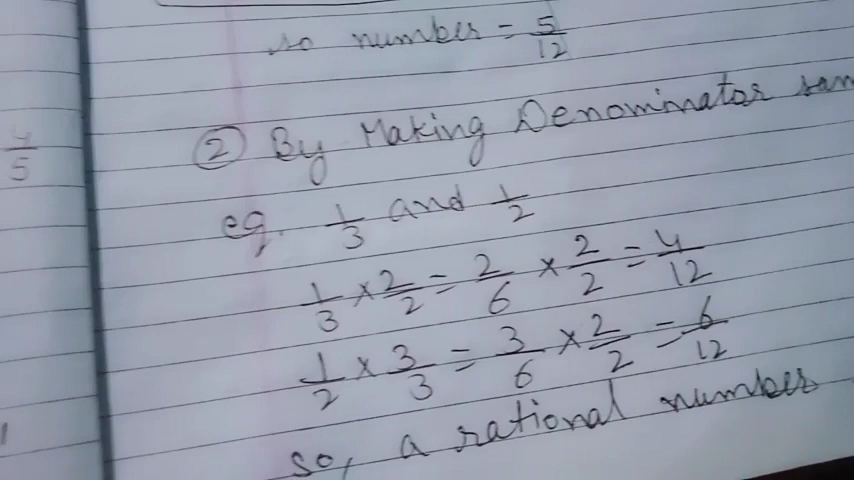 so number = 5/12
② By Making Denominator sam
eg. 1/3 and 1/2
1/3 × 2/2 = 2/6 × 2/2 = 4/12
1/2 × 3/3 = 3/6 × 2/2 = 6/12
so, a rational number
4/5